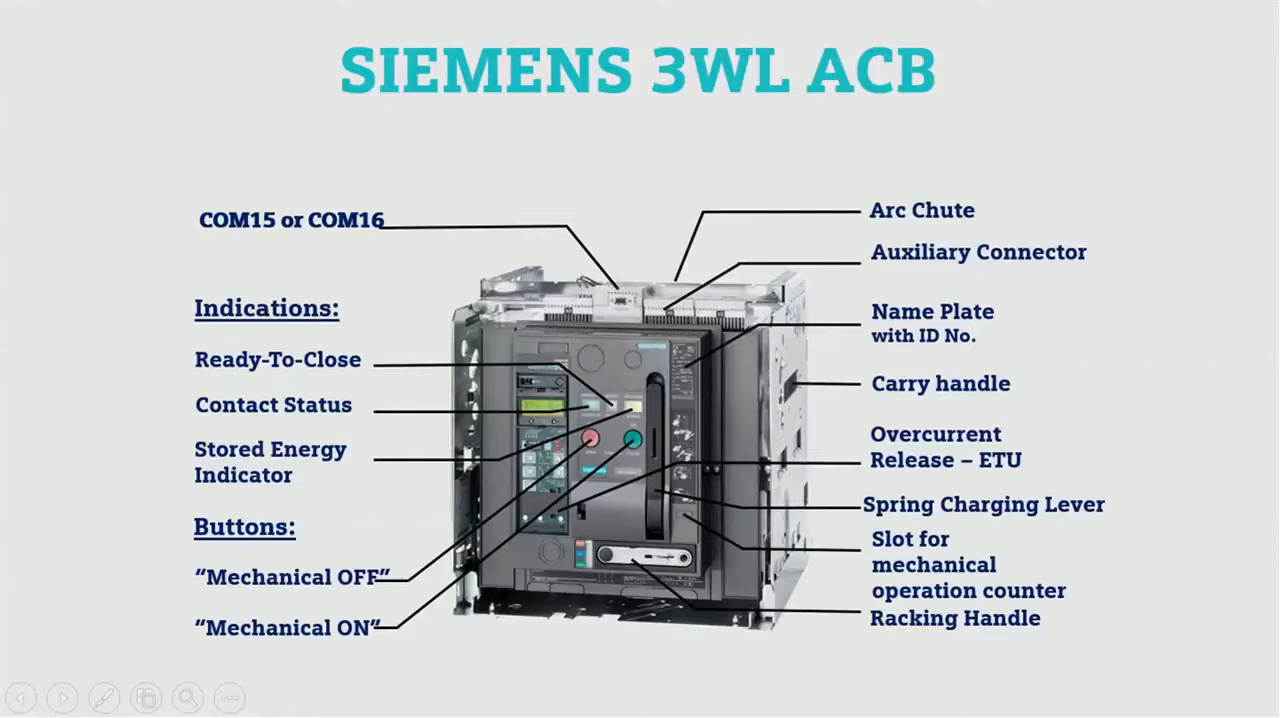 SIEMENS 3WL ACB
COM15 or COM16
Indications:
Ready-To-Close
Contact Status
Stored Energy
Indicator
Buttons:
“Mechanical OFF”
“Mechanical ON”
Arc Chute
Auxiliary Connector
Name Plate
with ID No.
Carry handle
Overcurrent
Release – ETU
Spring Charging Lever
Slot for
mechanical
operation counter
Racking Handle